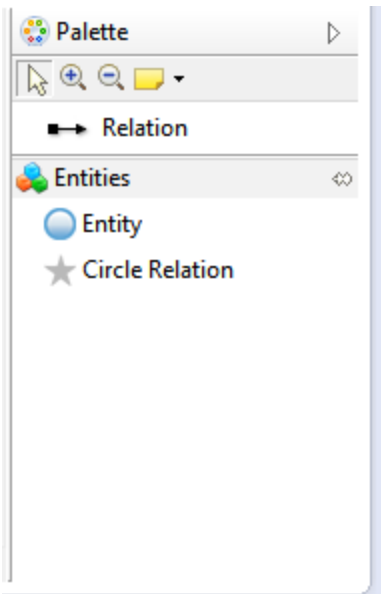 Palette
Relation
Entities
Entity
Circle Relation